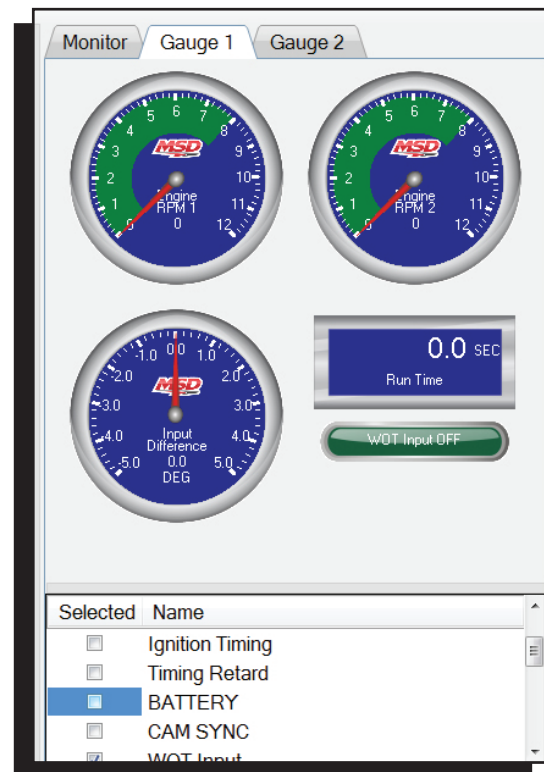 Monitor Gauge 1 Gauge 2
0 1 2 3 4 5 6 7 8 9 10 11 12
MSD
Engine
RPM 1
0
0 1 2 3 4 5 6 7 8 9 10 11 12
MSD
Engine
RPM 2
0
-5.0 -4.0 -3.0 -2.0 -1.0 0.0 1.0 2.0 3.0 4.0 5.0
MSD
Input
Difference
0.0
DEG
0.0 SEC
Run Time
WOT Input OFF
Selected Name
Ignition Timing
Timing Retard
BATTERY
CAM SYNC
WOT Input